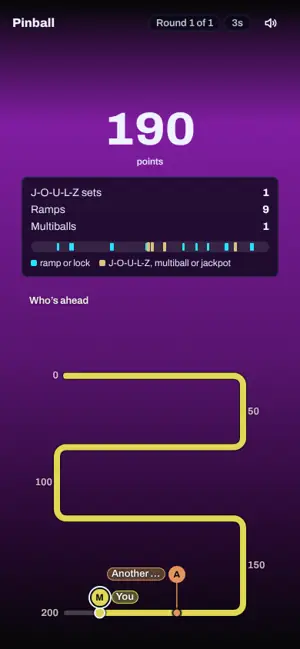 Pinball
Round 1 of 1
3s
190
points
J-O-U-L-Z sets 1
Ramps 9
Multiballs 1
ramp or lock
J-O-U-L-Z, multiball or jackpot
Who's ahead
0
50
100
150
Another ...
A
M
You
200